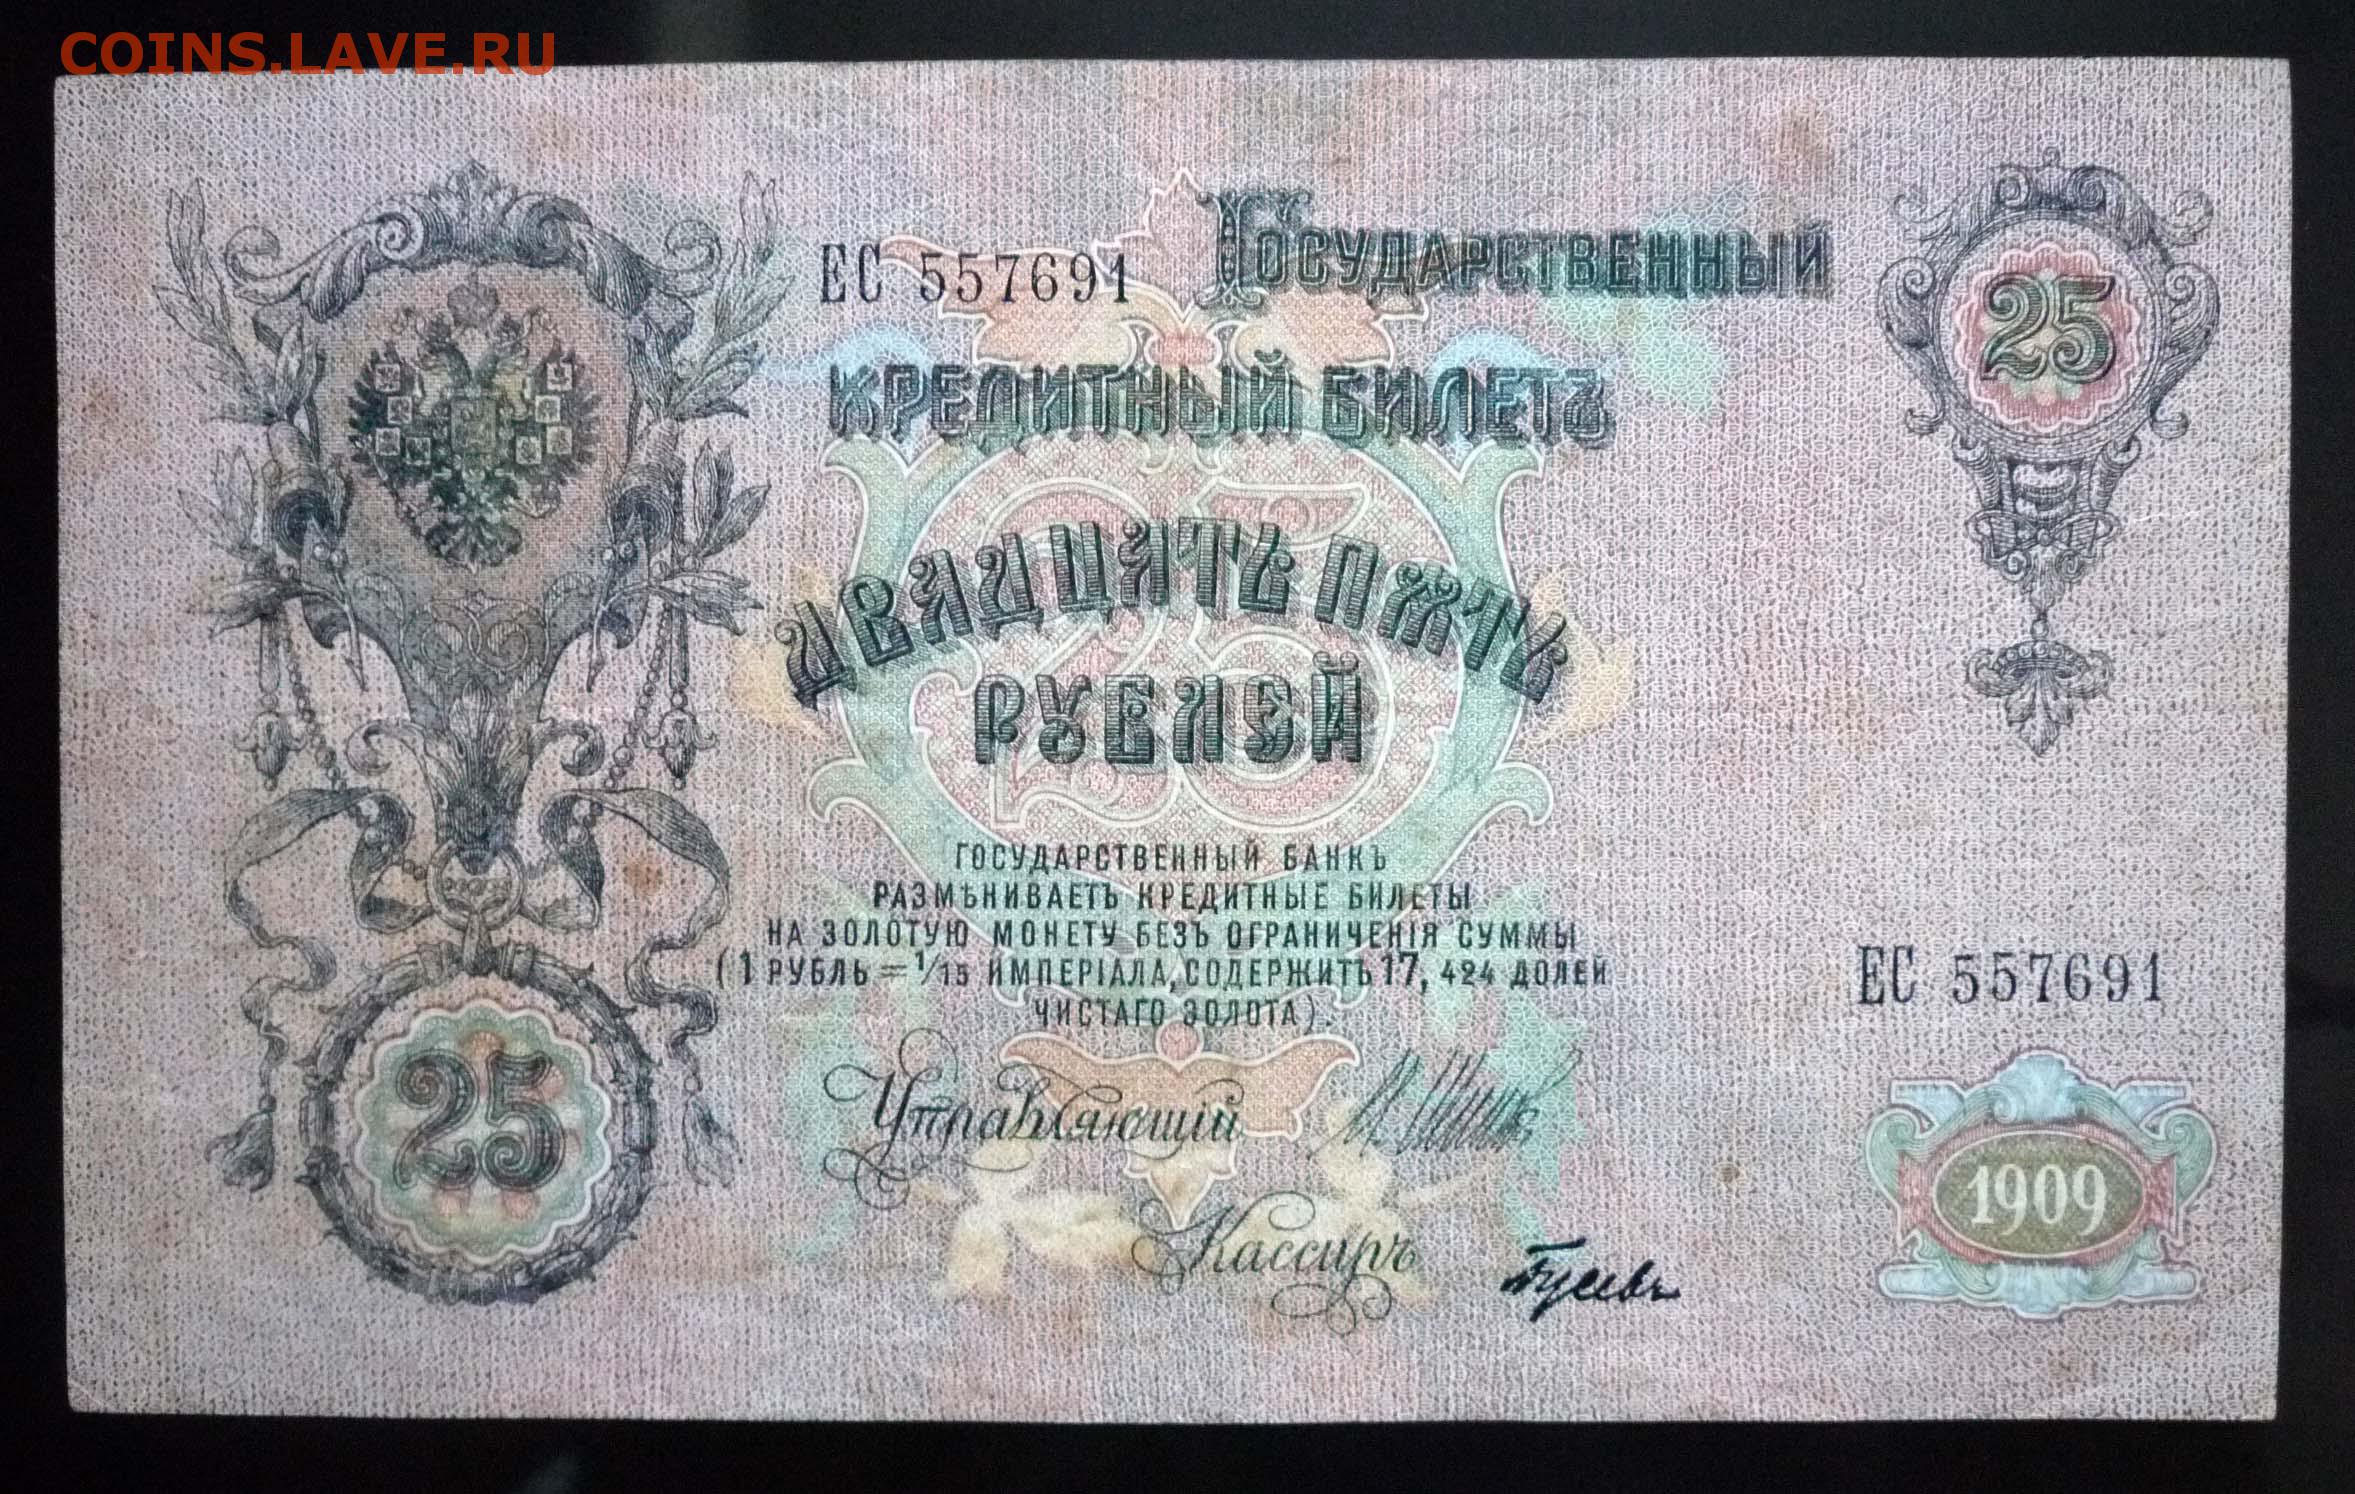 COINS.LAVE.RU
ЕС 557691 Государственный
25
КРЕДИТНЫЙ БИЛЕТЪ
ДВАДЦАТЬ ПЯТЬ
РУБЛЕЙ
ГОСУДАРСТВЕННЫЙ БАНКЪ
РАЗМѢНИВАЕТЪ КРЕДИТНЫЕ БИЛЕТЫ
НА ЗОЛОТУЮ МОНЕТУ БЕЗЪ ОГРАНИЧЕНІЯ СУММЫ
(1 РУБЛЬ = 1/15 ИМПЕРІАЛА, СОДЕРЖИТЪ 17, 424 ДОЛЕЙ
ЧИСТАГО ЗОЛОТА).
ЕС 557691
25
Управляющій
Кассиръ
Гусевъ
1909